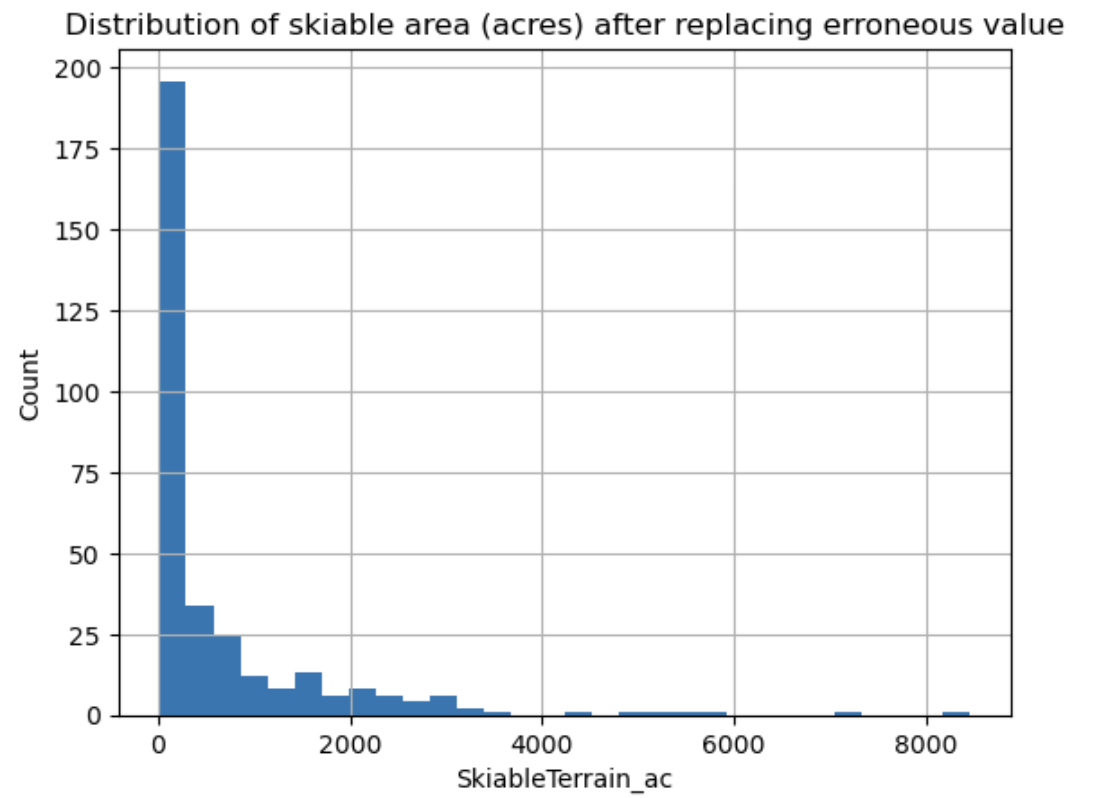 Distribution of skiable area (acres) after replacing erroneous value
200
175
150
125
100
75
50
25
0
Count
0 2000 4000 6000 8000
SkiableTerrain_ac